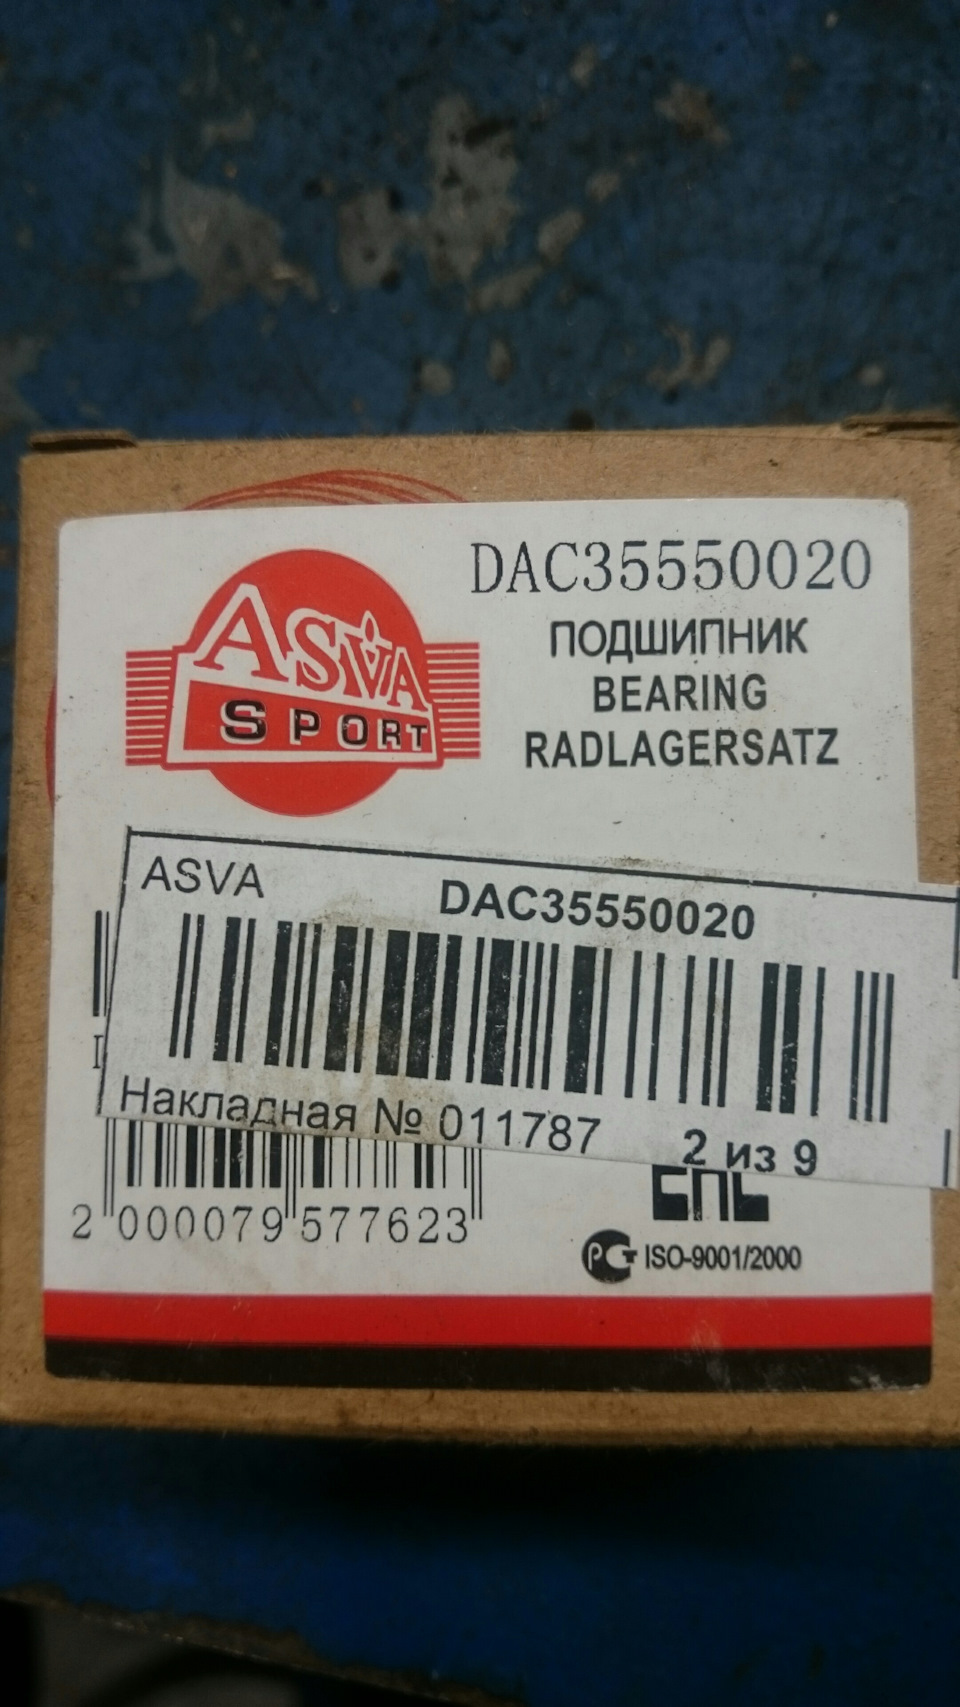 DAC35550020
ASVA
SPORT
ПОДШИПНИК
BEARING
RADLAGERSATZ
ASVA
DAC35550020
Накладная № 011787
2 из 9
2 000079 577623
РСТ ISO-9001/2000